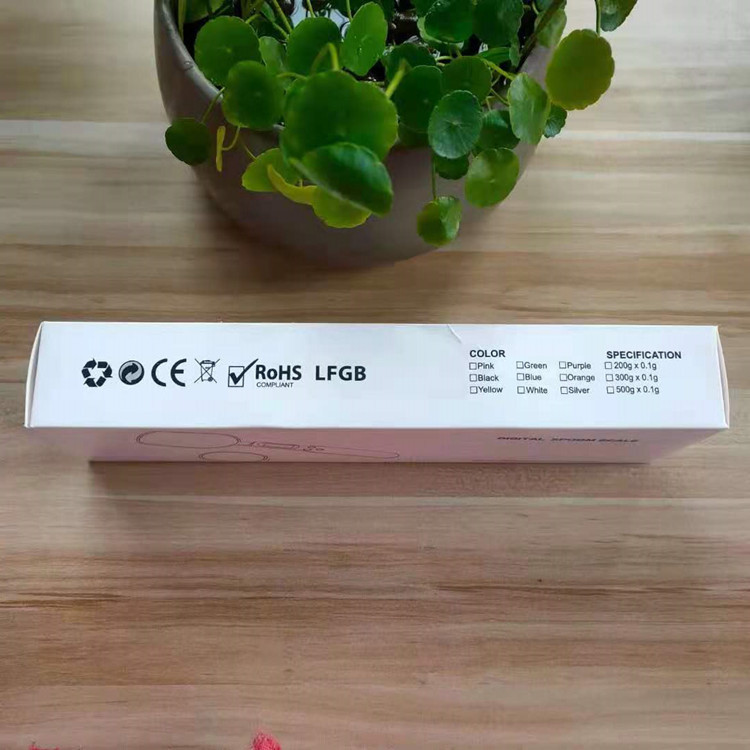 CE
RoHS
COMPLIANT
LFGB
COLOR
☐Pink ☐Green ☐Purple
☐Black ☐Blue ☐Orange
☐Yellow ☐White ☐Silver
SPECIFICATION
☐ 200g x 0.1g
☐ 300g x 0.1g
☐ 500g x 0.1g
DIGITAL SPOON SCALE